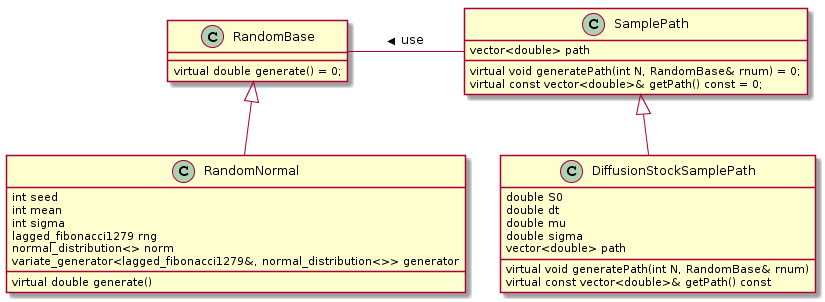 C RandomBase
virtual double generate() = 0;
◄ use
C SamplePath
vector<double> path
virtual void generatePath(int N, RandomBase& rnum) = 0;
virtual const vector<double>& getPath() const = 0;
C RandomNormal
int seed
int mean
int sigma
lagged_fibonacci1279 rng
normal_distribution<> norm
variate_generator<lagged_fibonacci1279&, normal_distribution<>> generator
virtual double generate()
C DiffusionStockSamplePath
double S0
double dt
double mu
double sigma
vector<double> path
virtual void generatePath(int N, RandomBase& rnum)
virtual const vector<double>& getPath() const